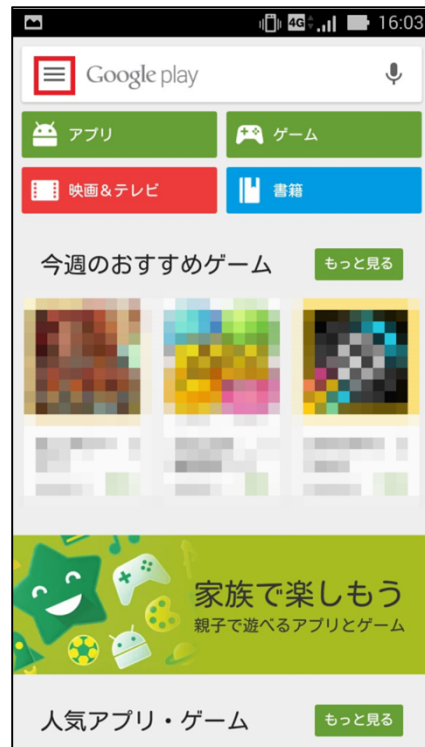 4G 16:03
Google play
アプリ
ゲーム
映画&テレビ
書籍
今週のおすすめゲーム もっと見る
家族で楽しもう
親子で遊べるアプリとゲーム
人気アプリ・ゲーム もっと見る